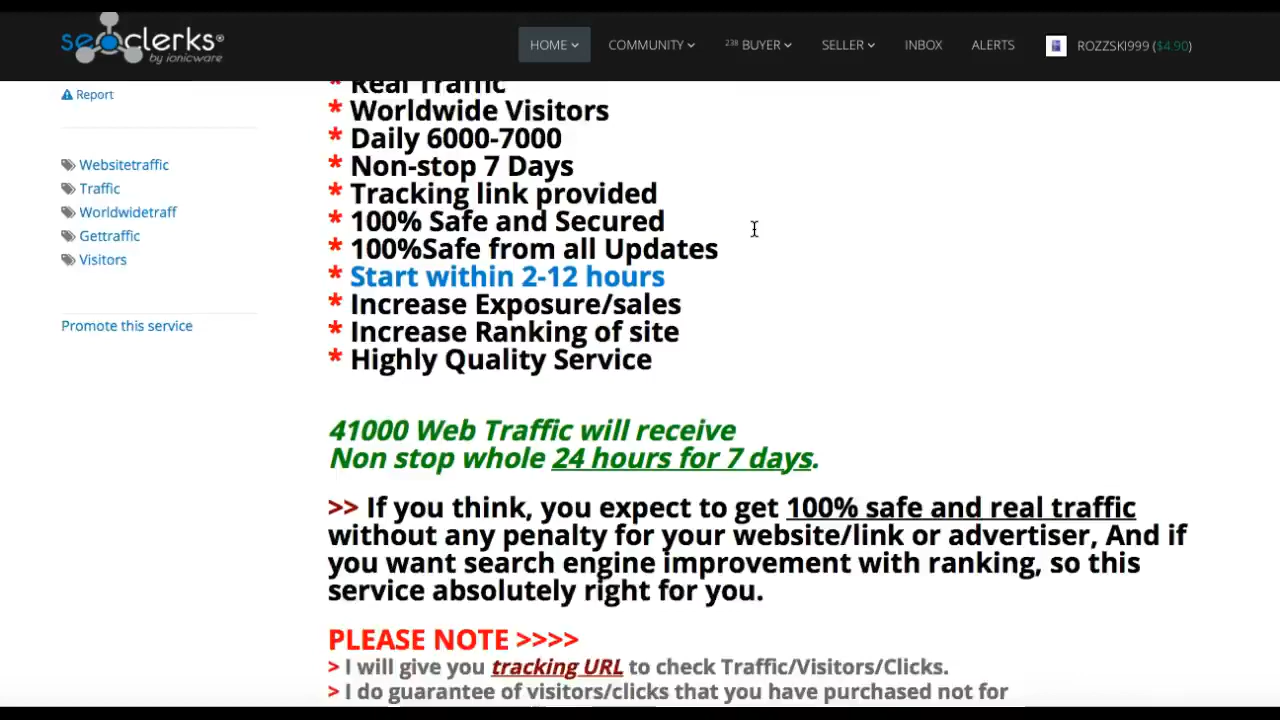 seoclerks®
by ionicware
HOME
COMMUNITY
238 BUYER
SELLER
INBOX
ALERTS
ROZZSKI999 ($4.90)
Report
Websitetraffic
Traffic
Worldwidetraff
Gettraffic
Visitors
Promote this service
* Real Traffic
* Worldwide Visitors
* Daily 6000-7000
* Non-stop 7 Days
* Tracking link provided
* 100% Safe and Secured
* 100%Safe from all Updates
* Start within 2-12 hours
* Increase Exposure/sales
* Increase Ranking of site
* Highly Quality Service
41000 Web Traffic will receive
Non stop whole 24 hours for 7 days.
>> If you think, you expect to get 100% safe and real traffic
without any penalty for your website/link or advertiser, And if
you want search engine improvement with ranking, so this
service absolutely right for you.
PLEASE NOTE >>>>
> I will give you tracking URL to check Traffic/Visitors/Clicks.
> I do guarantee of visitors/clicks that you have purchased not for